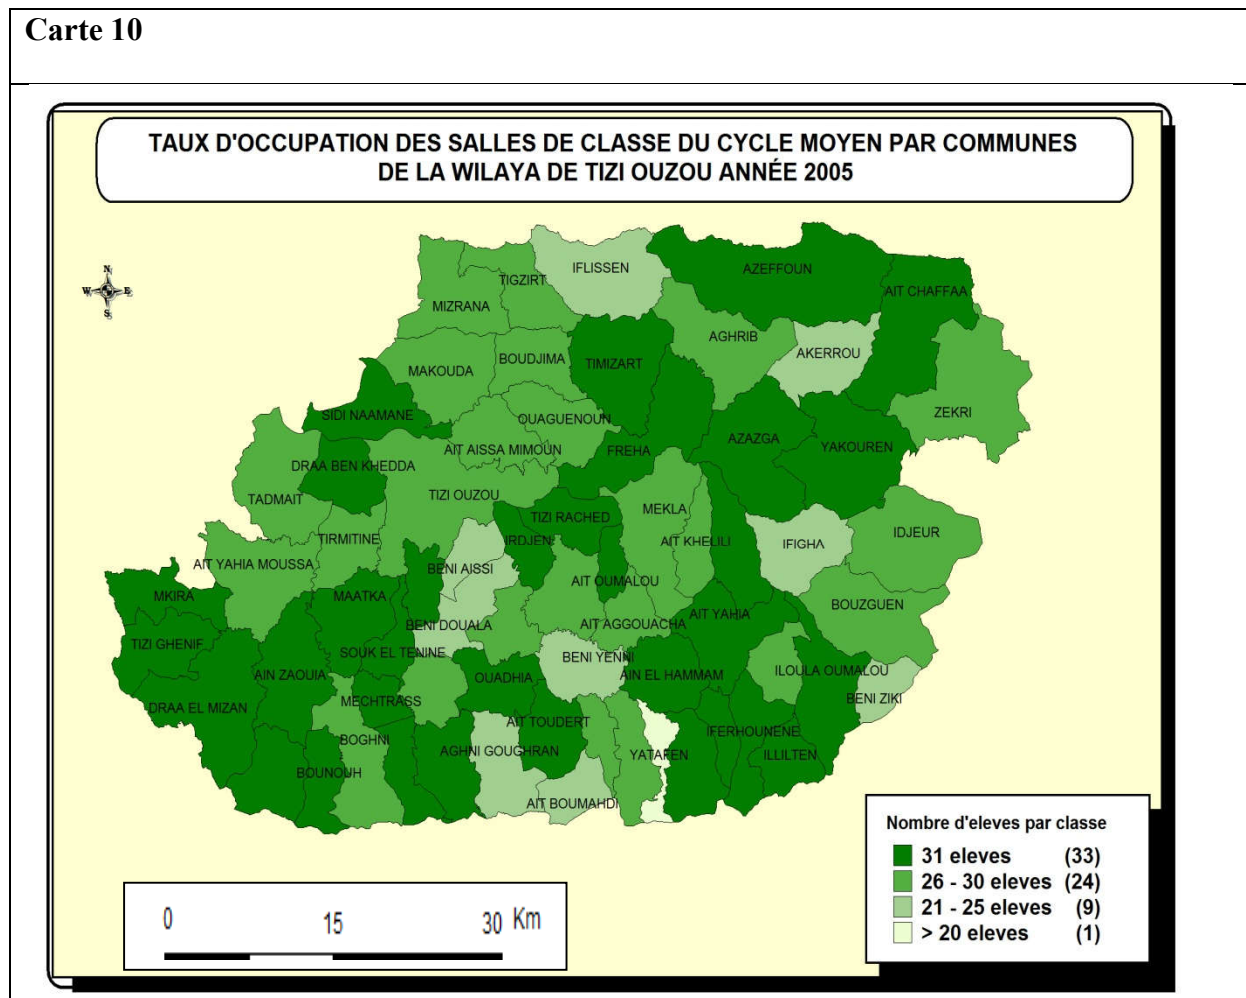 Carte 10
TAUX D'OCCUPATION DES SALLES DE CLASSE DU CYCLE MOYEN PAR COMMUNES
DE LA WILAYA DE TIZI OUZOU ANNÉE 2005
N
W E
S
IFLISSEN
AZEFFOUN
TIGZIRT
AIT CHAFFAA
MIZRANA
AGHRIB
AKERROU
BOUDJIMA
TIMIZART
MAKOUDA
ZEKRI
SIDI NAAMANE
OUAGUENOUN
AZAZGA
YAKOUREN
AIT AISSA MIMOUN
FREHA
DRAA BEN KHEDDA
TADMAIT
TIZI OUZOU
MEKLA
TIZI RACHED
IDJEUR
TIRMITINE
IRDJEN
AIT KHELILI
IFIGHA
AIT YAHIA MOUSSA
BENI AISSI
AIT OUMALOU
MKIRA
MAATKA
BOUZGUEN
AIT YAHIA
BENI DOUALA
AIT AGGOUACHA
TIZI GHENIF
SOUK EL TENINE
BENI YENNI
AIN ZAOUIA
OUADHIA
AIN EL HAMMAM
ILOULA OUMALOU
MECHTRASS
BENI ZIKI
DRAA EL MIZAN
AIT TOUDERT
IFERHOUNENE
BOGHNI
AGHNI GOUGHRAN
YATAFEN
ILLILTEN
BOUNOUH
AIT BOUMAHDI
Nombre d'eleves par classe
31 eleves (33)
26 - 30 eleves (24)
21 - 25 eleves (9)
> 20 eleves (1)
0 15 30 Km